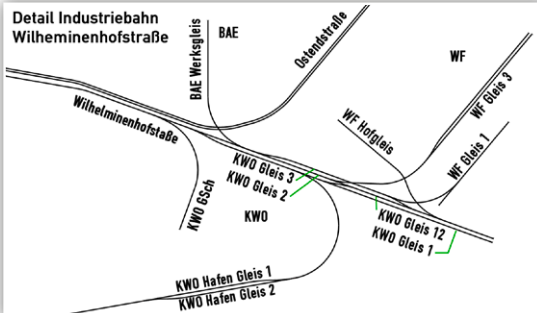 Detail Industriebahn
Wilheminenhofstraße
BAE
BAE Werksgleis
Ostendstraße
WF
WF Gleis 3
Wilhelminenhofstaße
WF Hofgleis
WF Gleis 1
KWO Gleis 3
KWO Gleis 2
KWO GSch
KWO
KWO Gleis 12
KWO Gleis 1
KWO Hafen Gleis 1
KWO Hafen Gleis 2